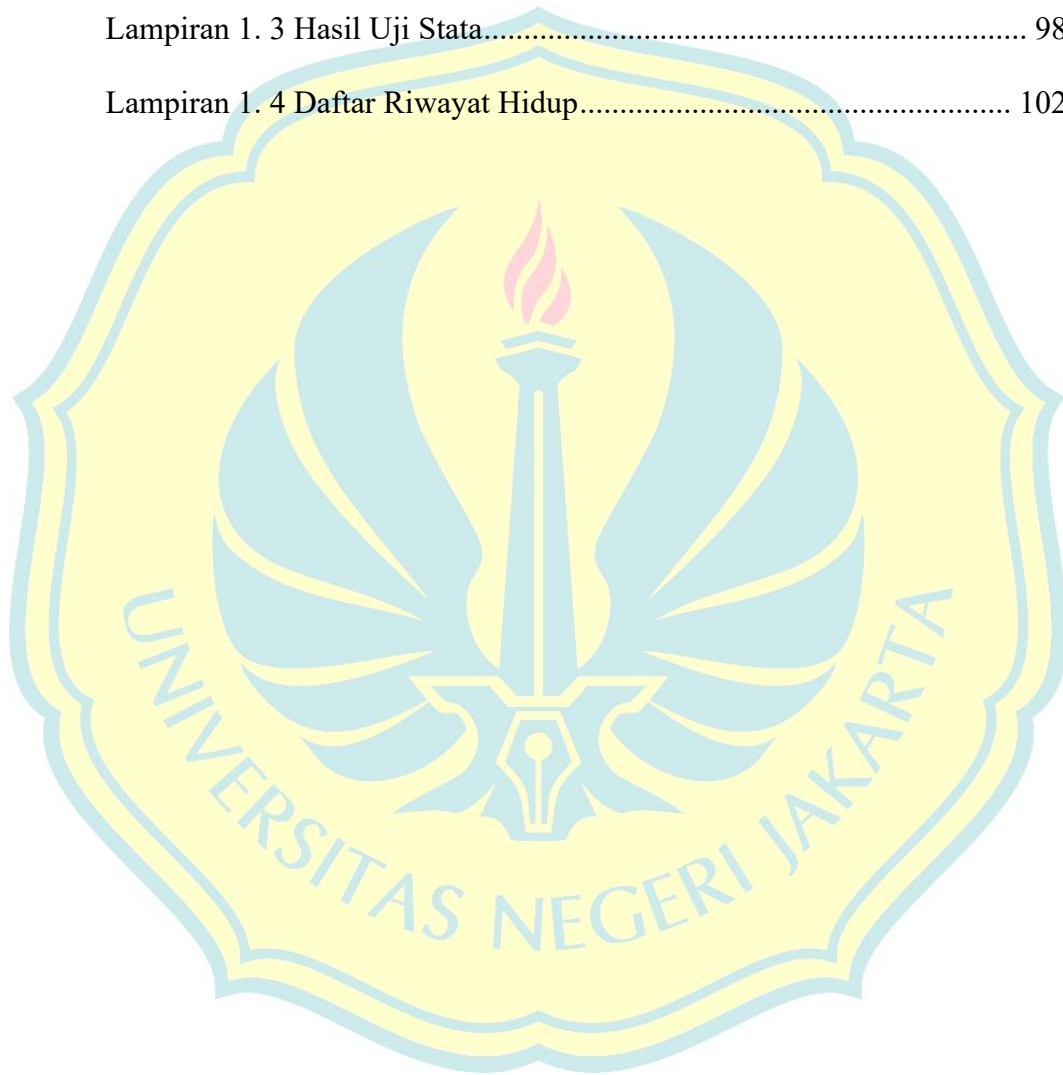 Lampiran 1. 3 Hasil Uji Stata.................................................................... 98
Lampiran 1. 4 Daftar Riwayat Hidup...................................................... 102
UNIVERSITAS NEGERI JAKARTA